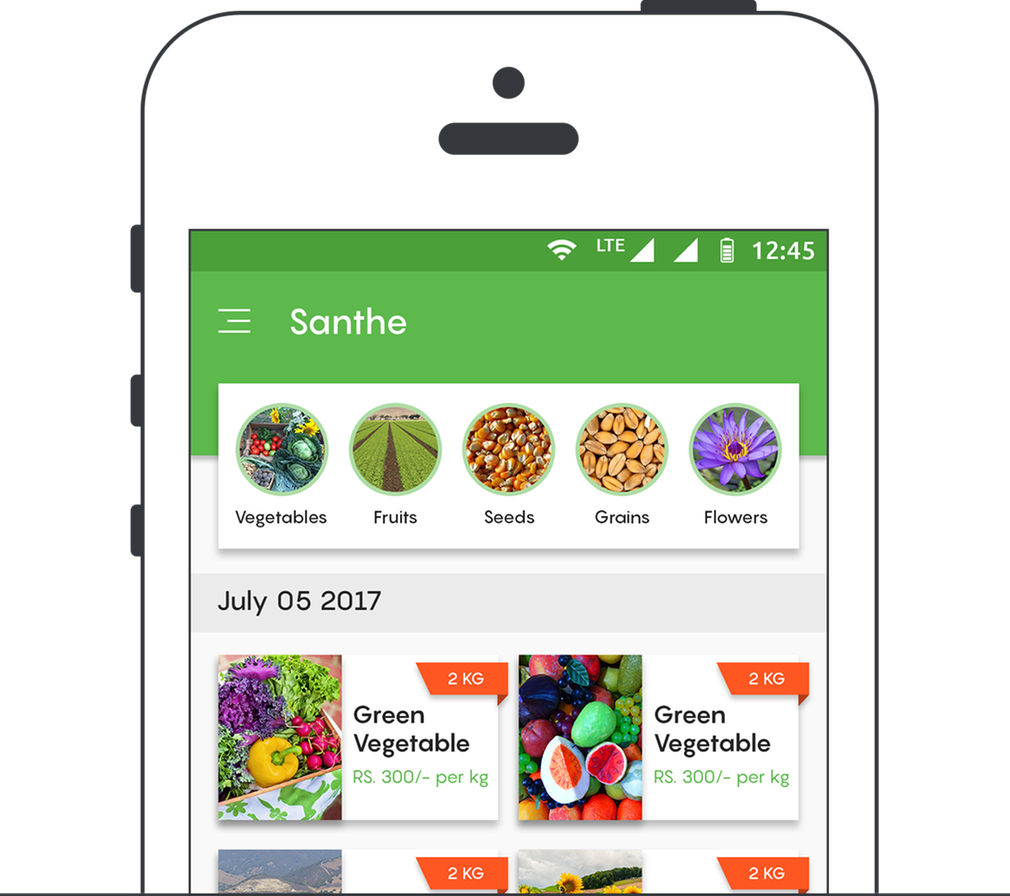 LTE 12:45
Santhe
Vegetables Fruits Seeds Grains Flowers
July 05 2017
2 KG
Green
Vegetable
RS. 300/- per kg
2 KG
Green
Vegetable
RS. 300/- per kg
2 KG
2 KG